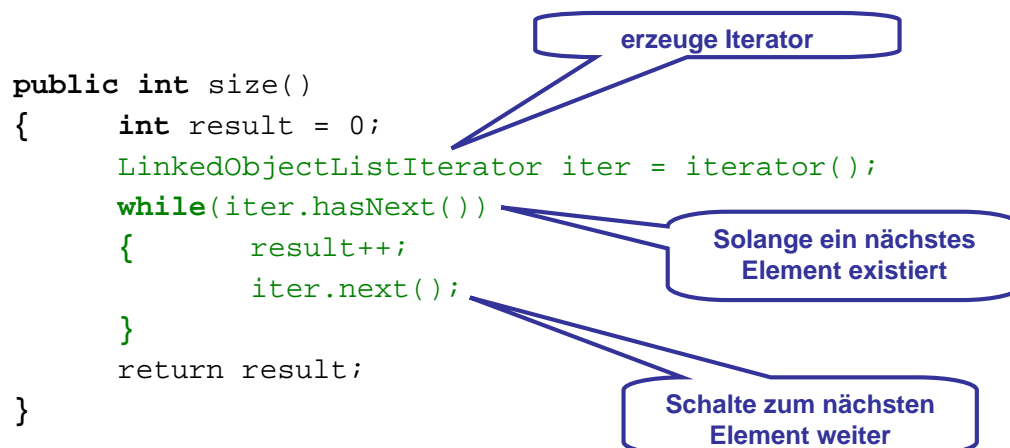 erzeuge Iterator
public int size()
{ int result = 0;
LinkedObjectListIterator iter = iterator();
while(iter.hasNext())
{ result++;
iter.next();
}
return result;
}
Solange ein nächstes
Element existiert
Schalte zum nächsten
Element weiter